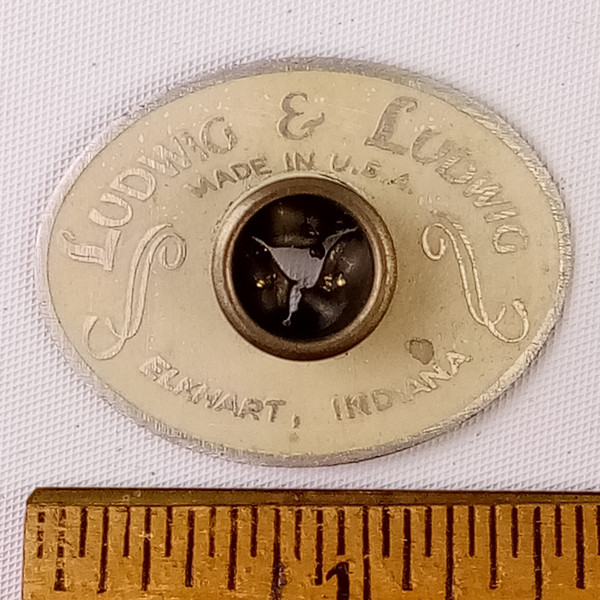 LUDWIG & LUDWIG
MADE IN U.S.A.
ELKHART, INDIANA
1